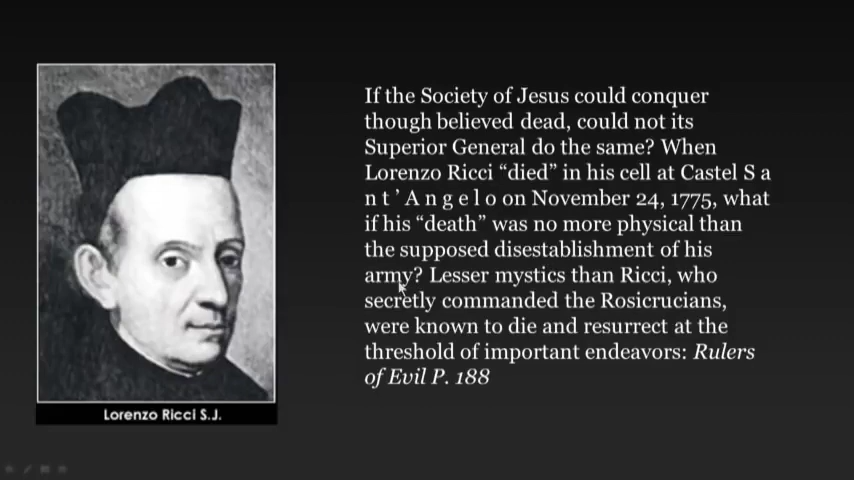 If the Society of Jesus could conquer
though believed dead, could not its
Superior General do the same? When
Lorenzo Ricci “died” in his cell at Castel S a
n t ’ A n g e l o on November 24, 1775, what
if his “death” was no more physical than
the supposed disestablishment of his
army? Lesser mystics than Ricci, who
secretly commanded the Rosicrucians,
were known to die and resurrect at the
threshold of important endeavors: Rulers
of Evil P. 188
Lorenzo Ricci S.J.